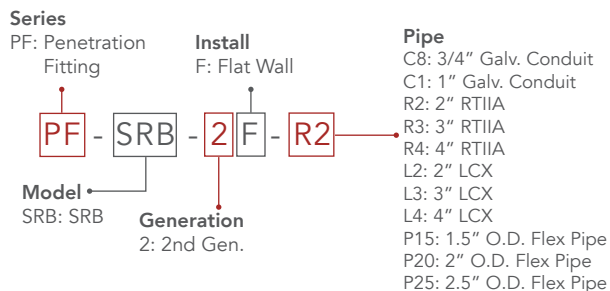 Series
PF: Penetration
Fitting
Install
F: Flat Wall
PF - SRB - 2 F - R2
Model
SRB: SRB
Generation
2: 2nd Gen.
Pipe
C8: 3/4” Galv. Conduit
C1: 1” Galv. Conduit
R2: 2” RTIIA
R3: 3” RTIIA
R4: 4” RTIIA
L2: 2” LCX
L3: 3” LCX
L4: 4” LCX
P15: 1.5” O.D. Flex Pipe
P20: 2” O.D. Flex Pipe
P25: 2.5” O.D. Flex Pipe